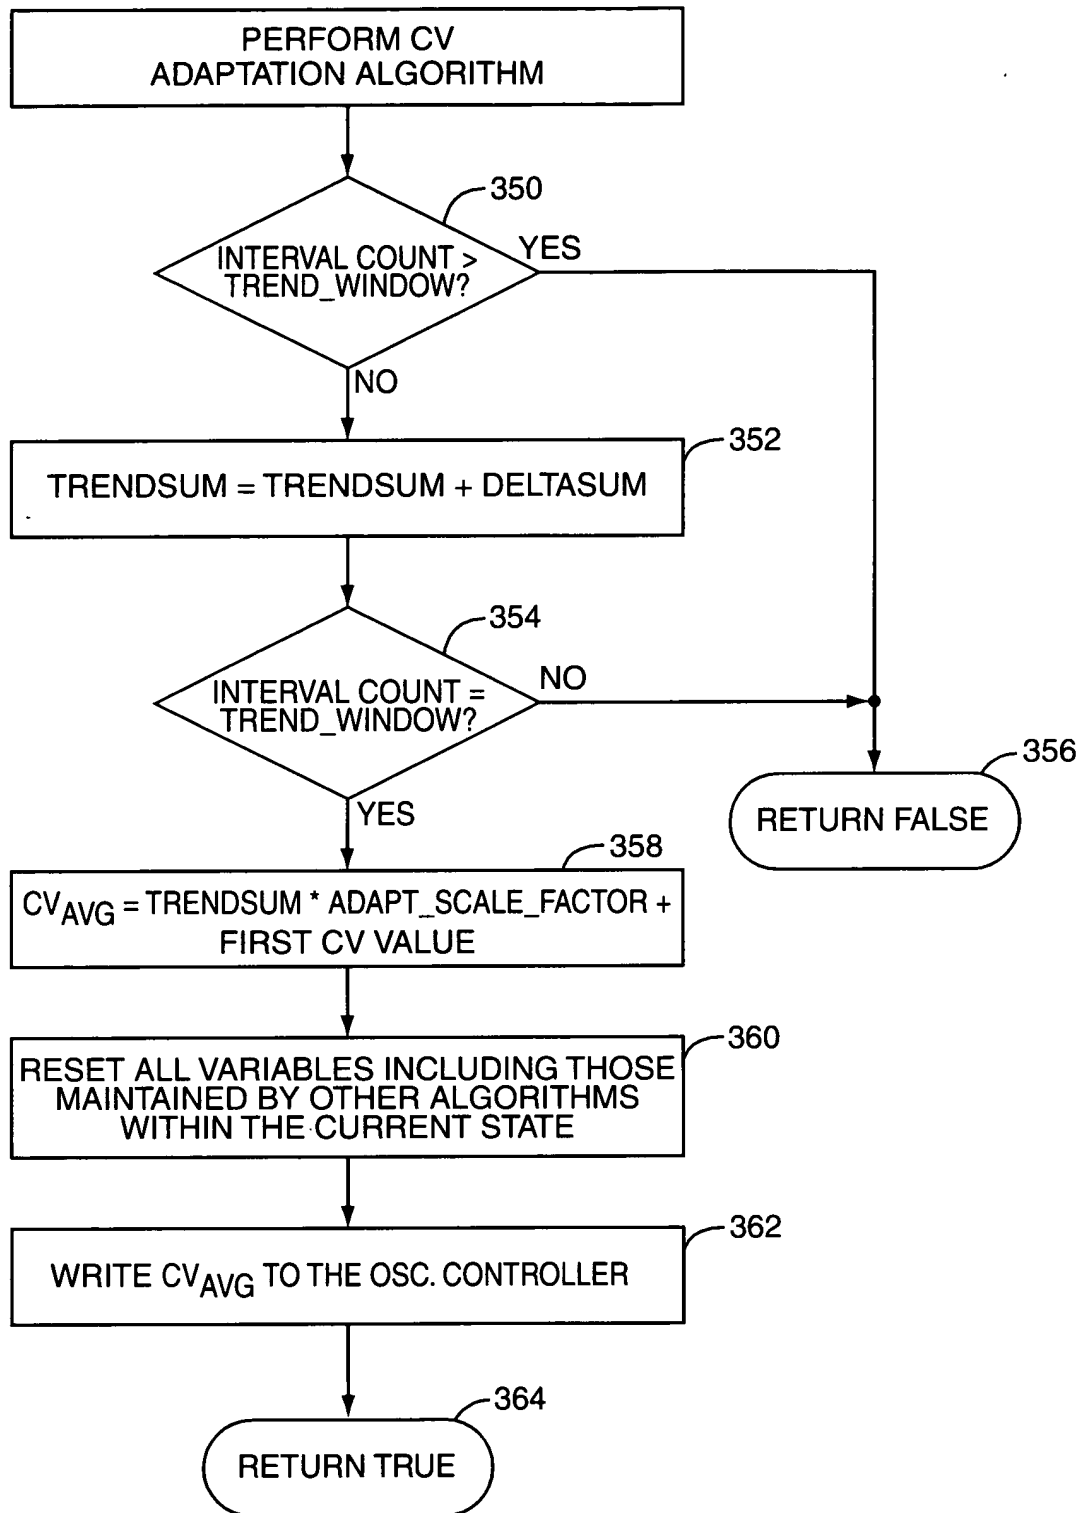 PERFORM CV
ADAPTATION ALGORITHM
350
INTERVAL COUNT >
TREND_WINDOW?
YES
NO
352
TRENDSUM = TRENDSUM + DELTASUM
354
INTERVAL COUNT =
TREND_WINDOW?
NO
YES
356
RETURN FALSE
358
CVAVG = TRENDSUM * ADAPT_SCALE_FACTOR +
FIRST CV VALUE
360
RESET ALL VARIABLES INCLUDING THOSE
MAINTAINED BY OTHER ALGORITHMS
WITHIN THE CURRENT STATE
362
WRITE CVAVG TO THE OSC. CONTROLLER
364
RETURN TRUE